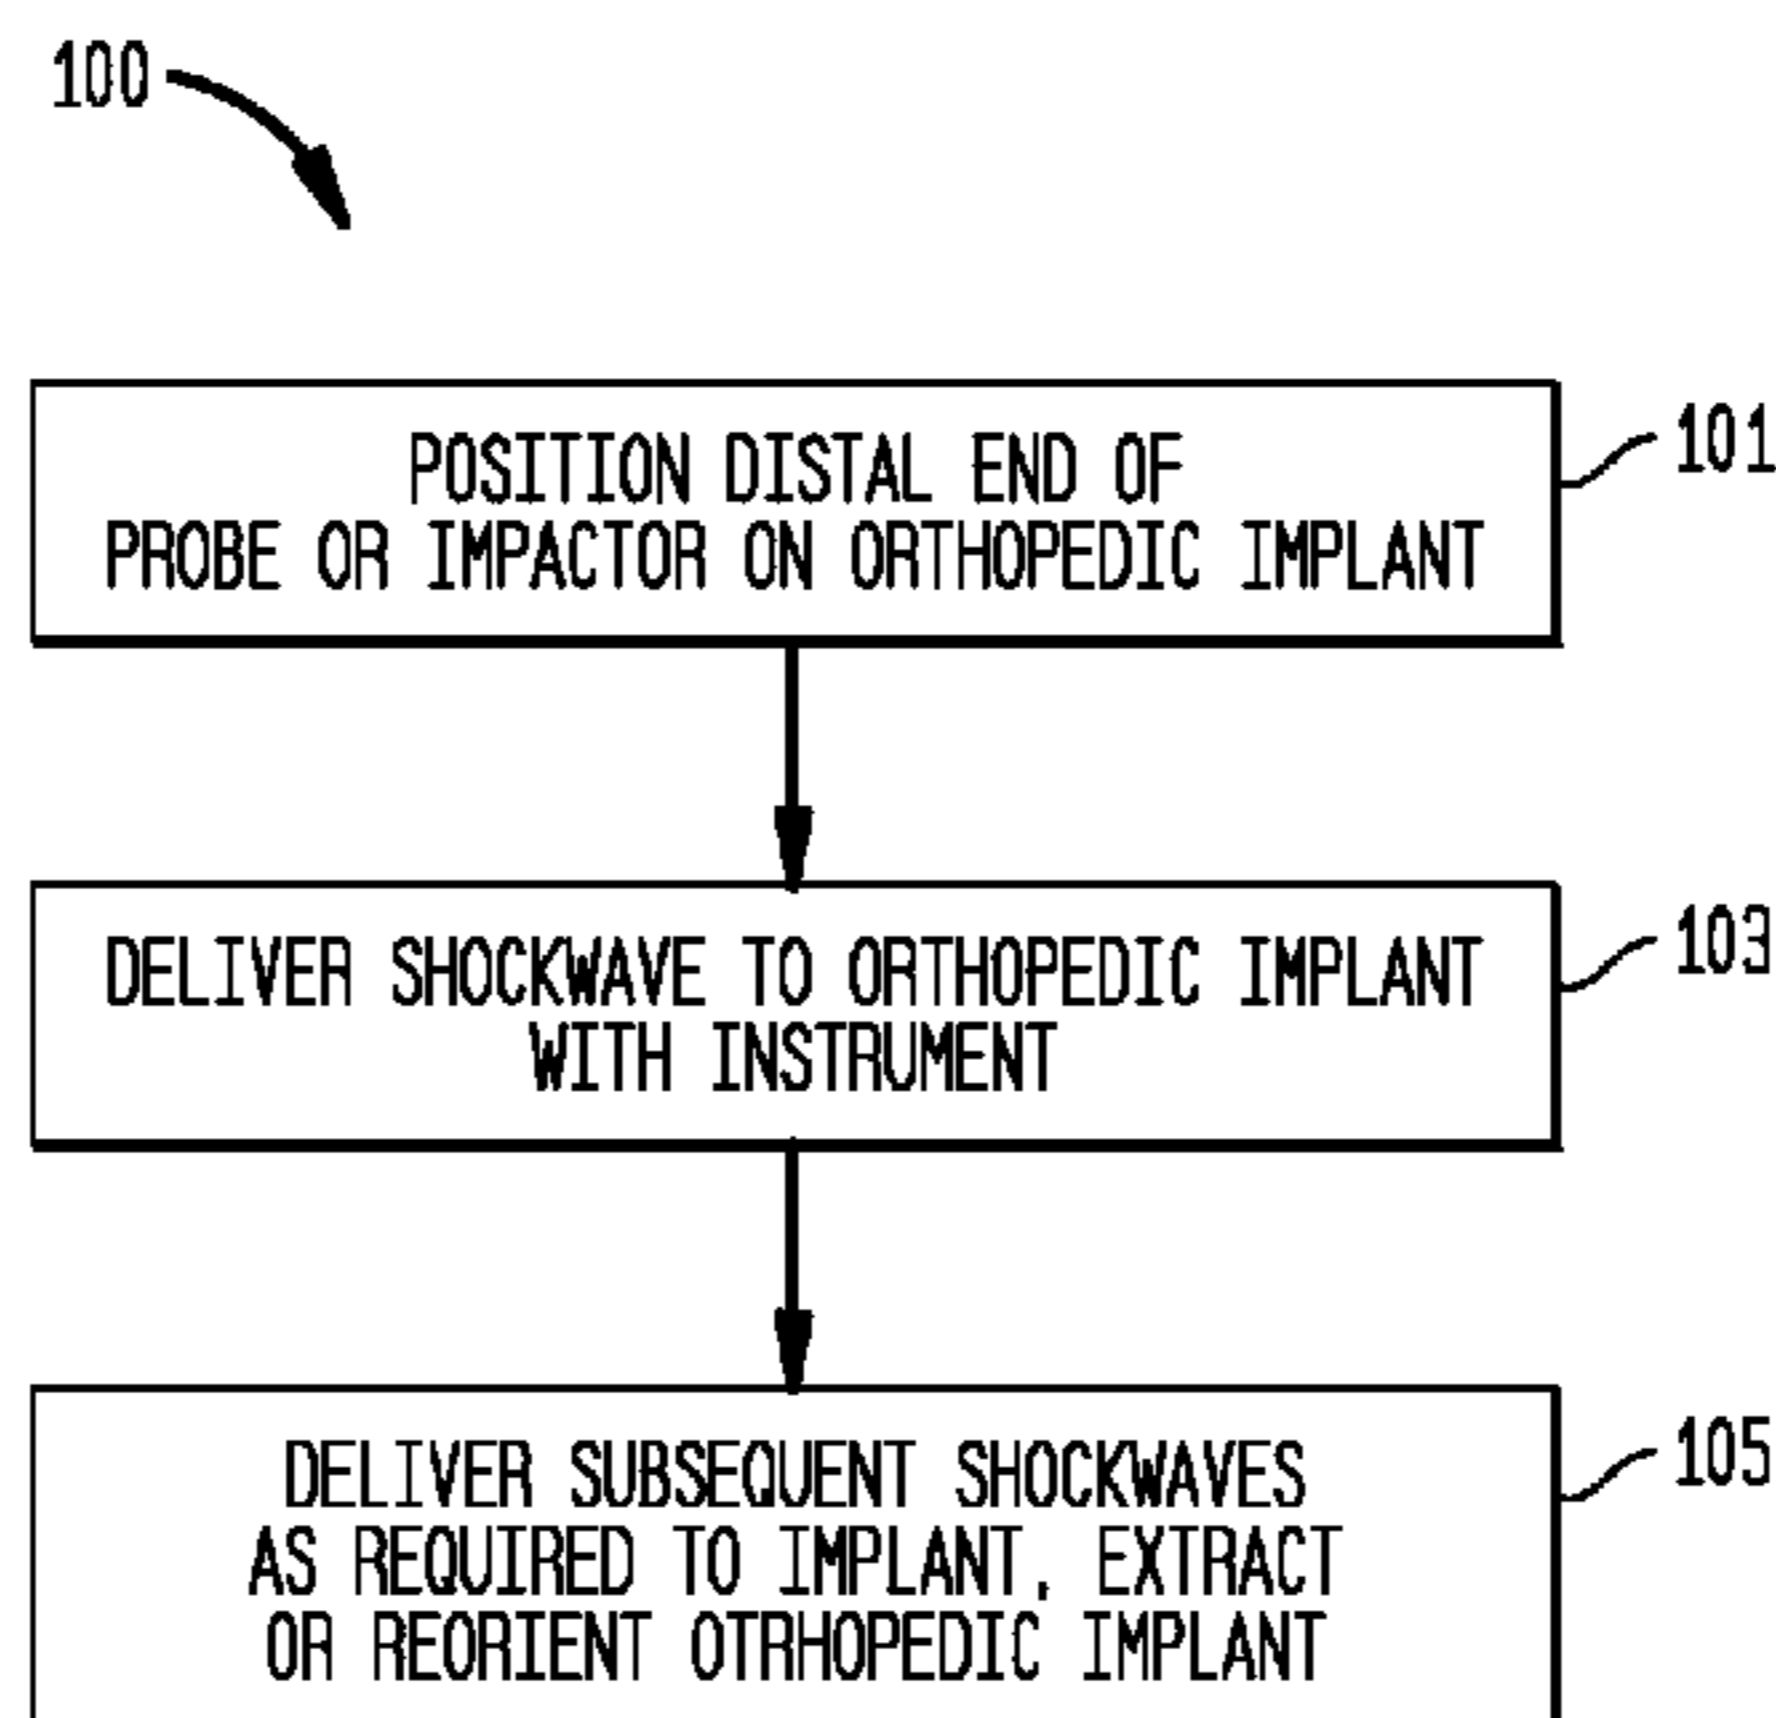 100
POSITION DISTAL END OF
PROBE OR IMPACTOR ON ORTHOPEDIC IMPLANT
101
DELIVER SHOCKWAVE TO ORTHOPEDIC IMPLANT
WITH INSTRUMENT
103
DELIVER SUBSEQUENT SHOCKWAVES
AS REQUIRED TO IMPLANT, EXTRACT
OR REORIENT OTRHOPEDIC IMPLANT
105